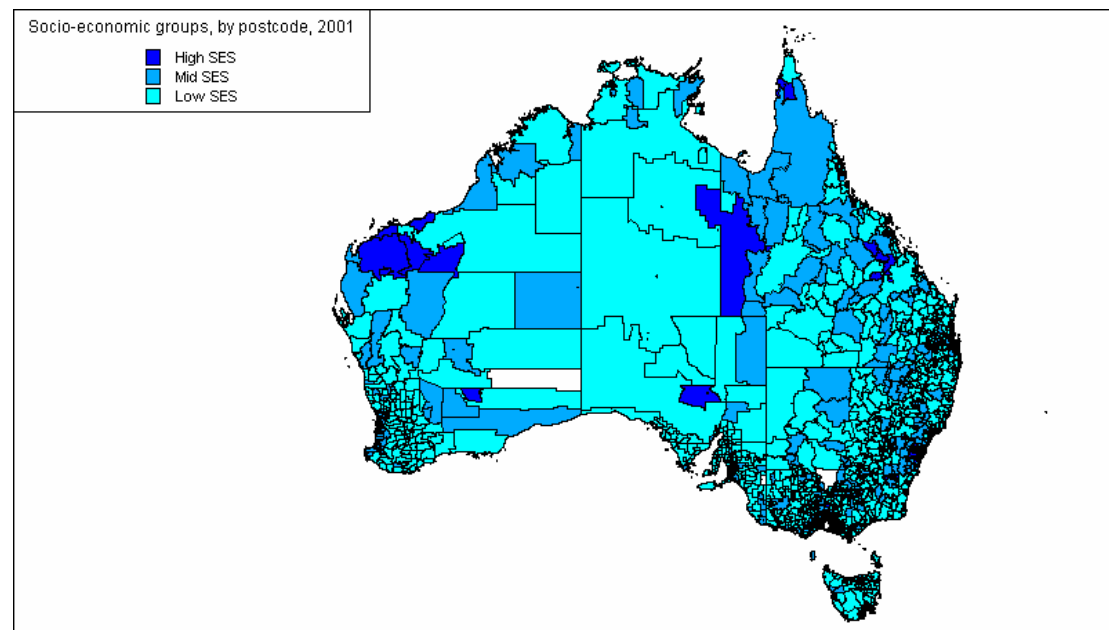 Socio-economic groups, by postcode, 2001
High SES
Mid SES
Low SES